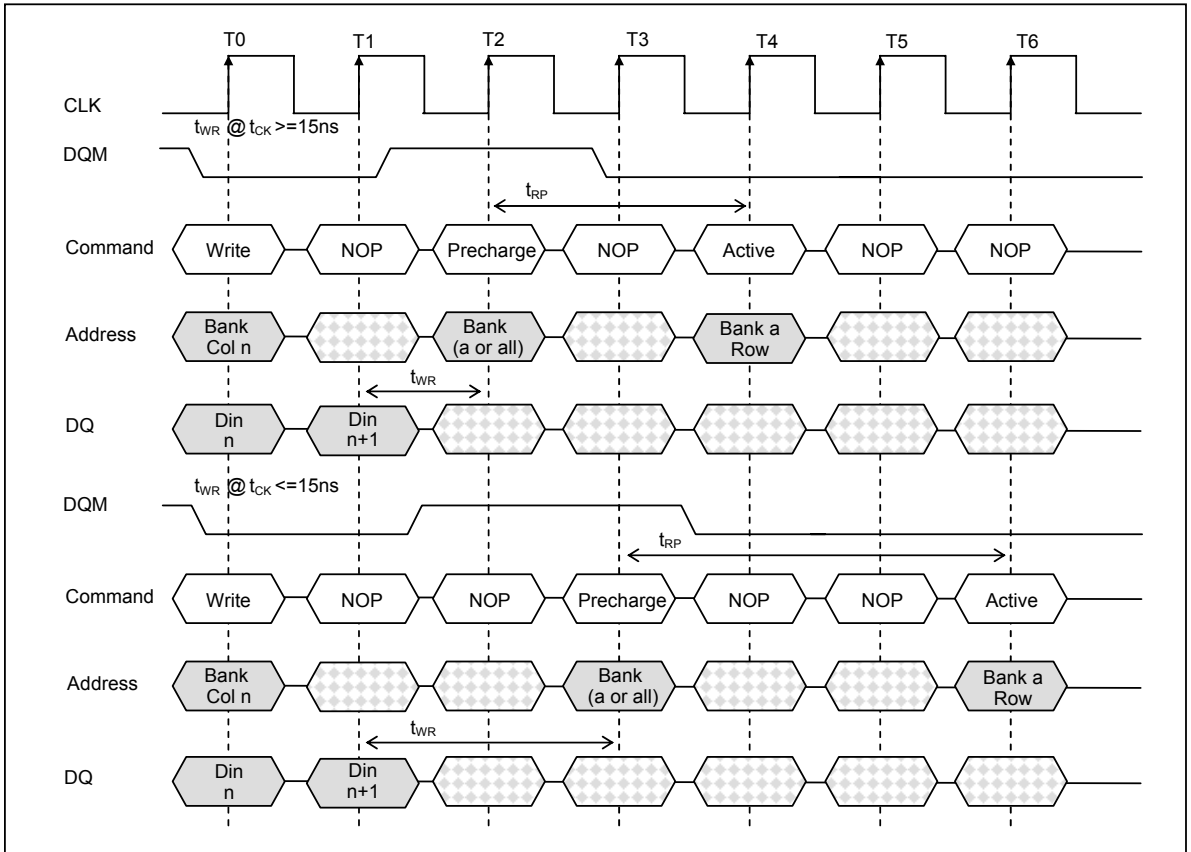 T0 T1 T2 T3 T4 T5 T6
CLK
tWR @ tCK >=15ns
DQM
tRP
Command Write NOP Precharge NOP Active NOP NOP
Address Bank Col n Bank (a or all) Bank a Row
tWR
DQ Din n Din n+1
tWR @ tCK <=15ns
DQM
tRP
Command Write NOP NOP Precharge NOP NOP Active
Address Bank Col n Bank (a or all) Bank a Row
tWR
DQ Din n Din n+1